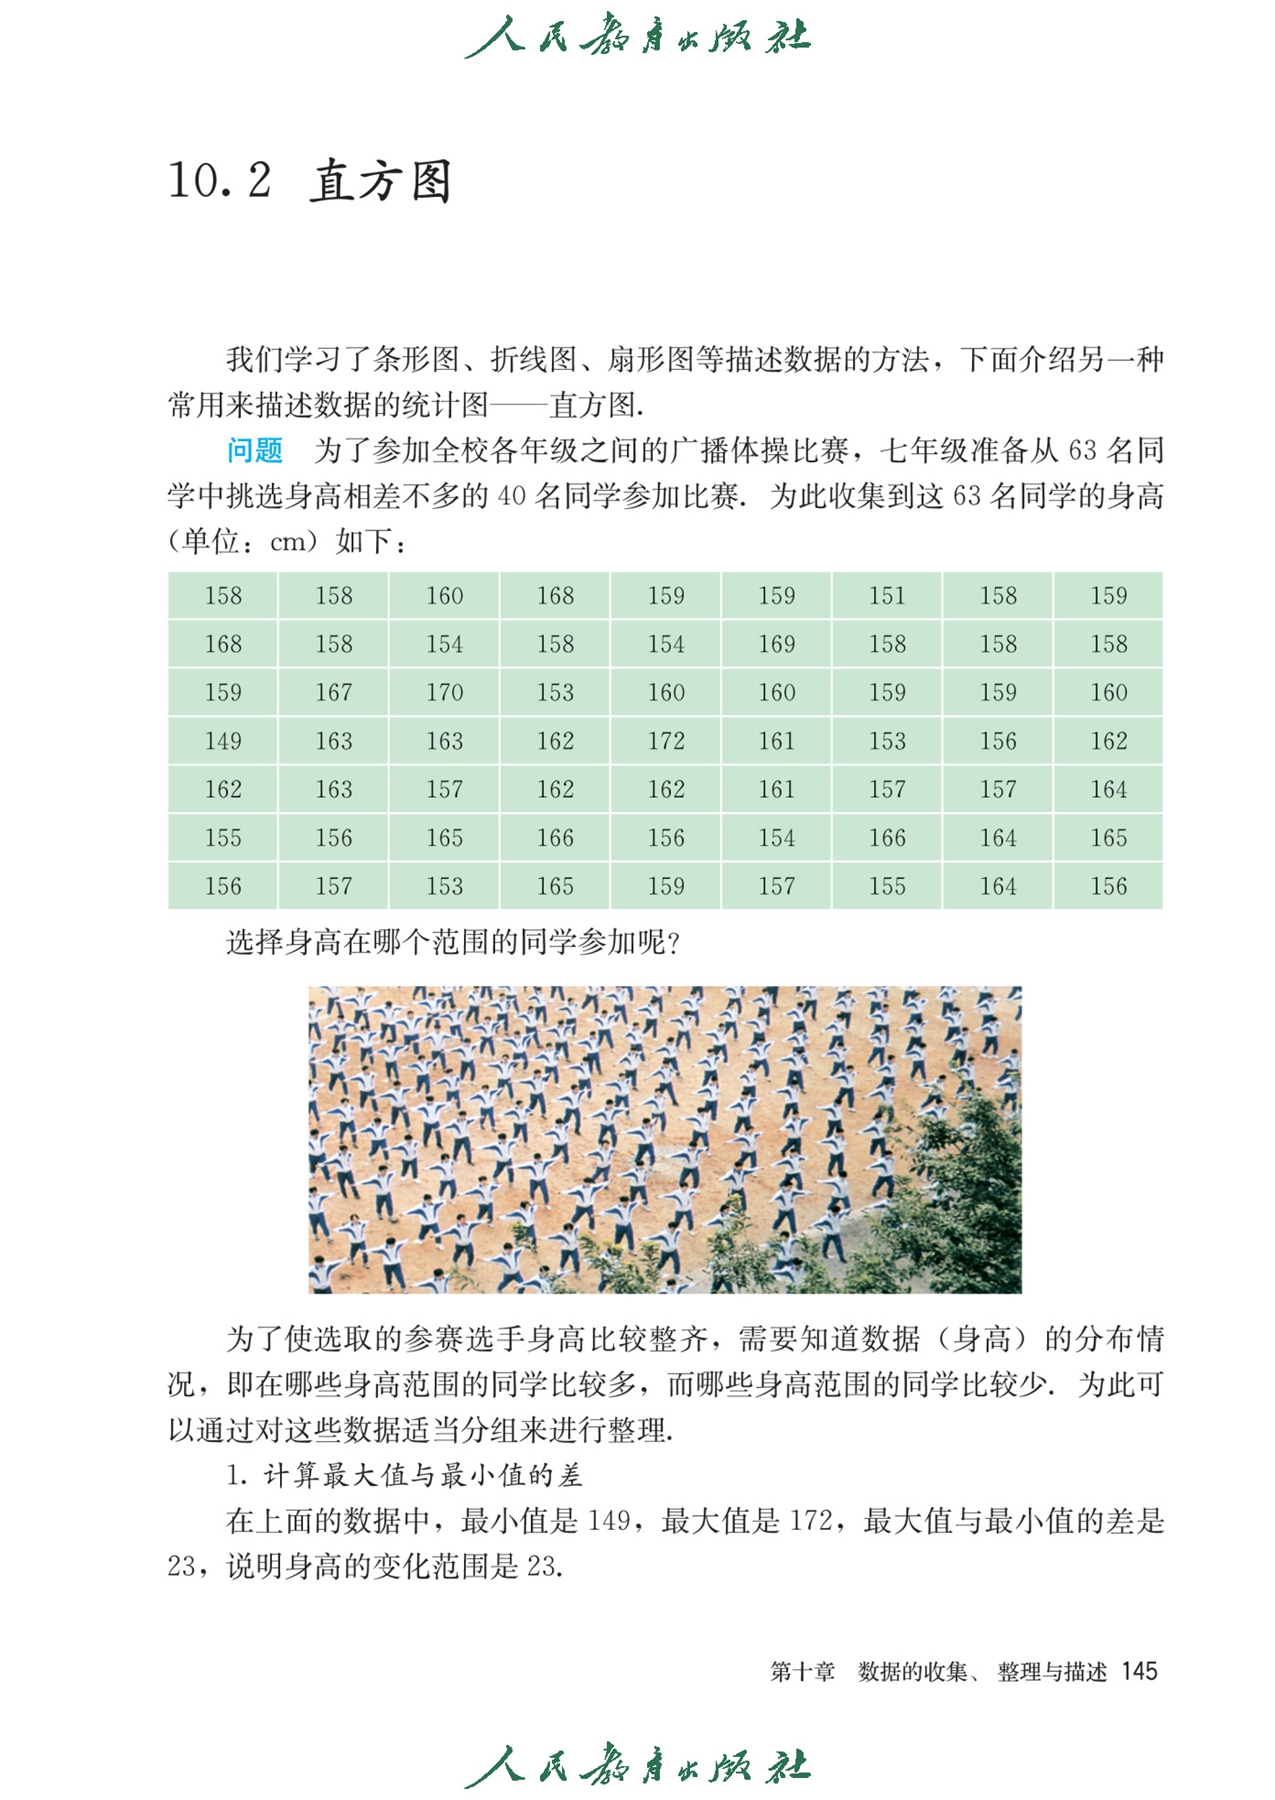 人民教育出版社
10.2 直方图
我们学习了条形图、折线图、扇形图等描述数据的方法，下面介绍另一种
常用来描述数据的统计图——直方图.
问题 为了参加全校各年级之间的广播体操比赛，七年级准备从 63 名同
学中挑选身高相差不多的 40 名同学参加比赛. 为此收集到这 63 名同学的身高
（单位：cm）如下：
158 158 160 168 159 159 151 158 159
168 158 154 158 154 169 158 158 158
159 167 170 153 160 160 159 159 160
149 163 163 162 172 161 153 156 162
162 163 157 162 162 161 157 157 164
155 156 165 166 156 154 166 164 165
156 157 153 165 159 157 155 164 156
选择身高在哪个范围的同学参加呢？
为了使选取的参赛选手身高比较整齐，需要知道数据（身高）的分布情
况，即在哪些身高范围的同学比较多，而哪些身高范围的同学比较少. 为此可
以通过对这些数据适当分组来进行整理.
1. 计算最大值与最小值的差
在上面的数据中，最小值是 149，最大值是 172，最大值与最小值的差是
23，说明身高的变化范围是 23.
第十章 数据的收集、整理与描述 145
人民教育出版社